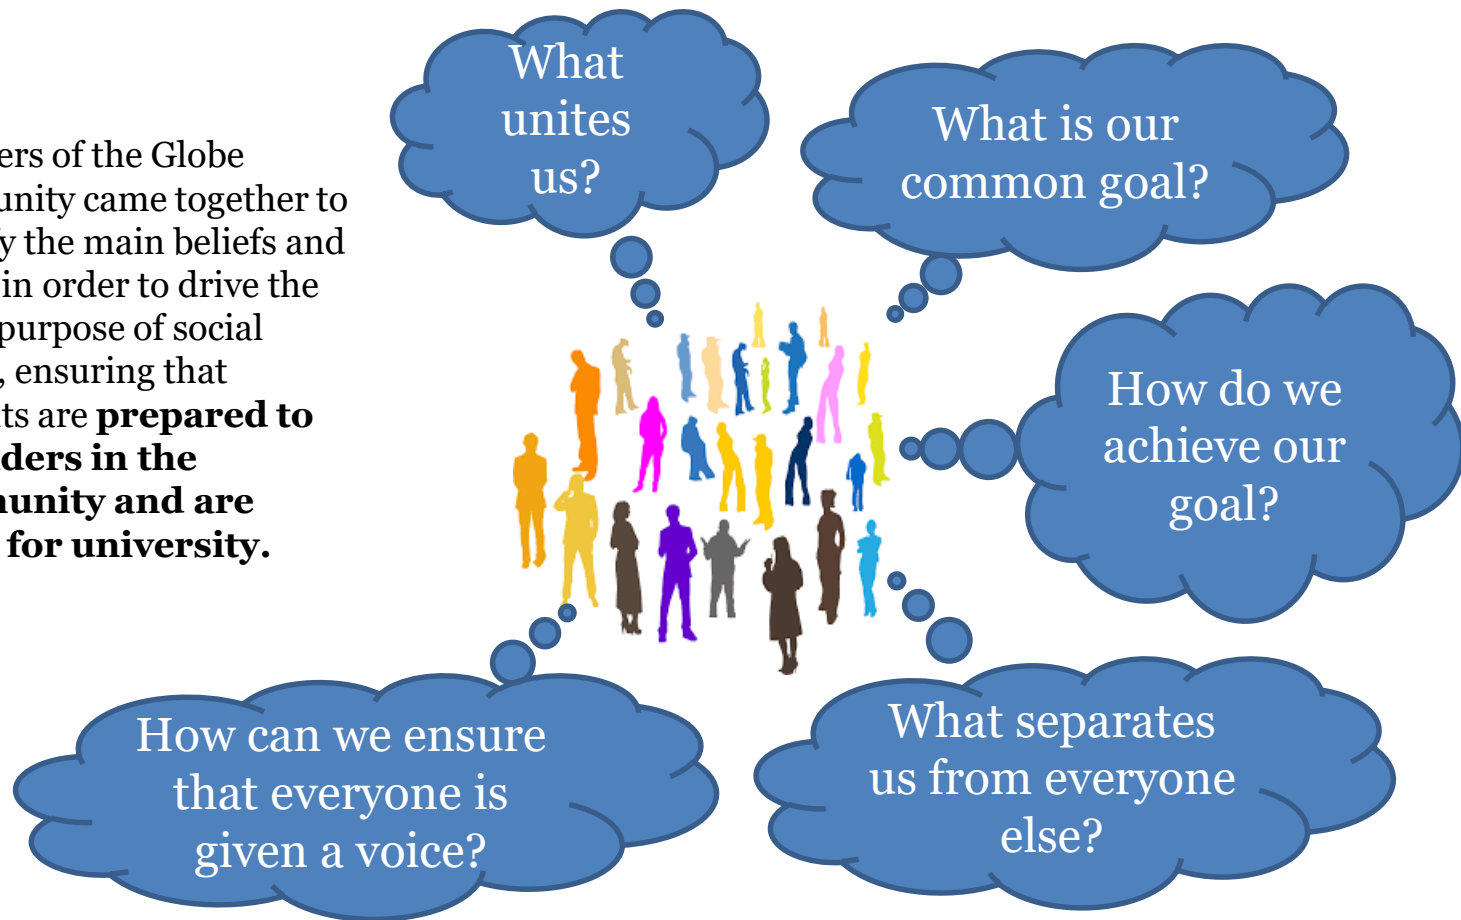 ers of the Globe
unity came together to
y the main beliefs and
in order to drive the
purpose of social
, ensuring that
ts are prepared to
ders in the
unity and are
for university.
What
unites
us?
What is our
common goal?
How do we
achieve our
goal?
How can we ensure
that everyone is
given a voice?
What separates
us from everyone
else?